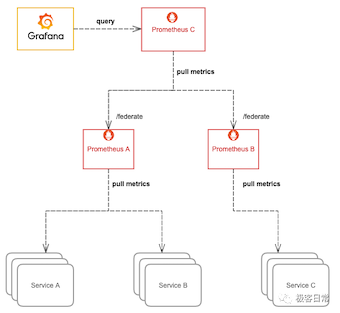 Grafana
query
Prometheus C
pull metrics
/federate
/federate
Prometheus A
Prometheus B
pull metrics
pull metrics
Service A
Service B
Service C
极客日常